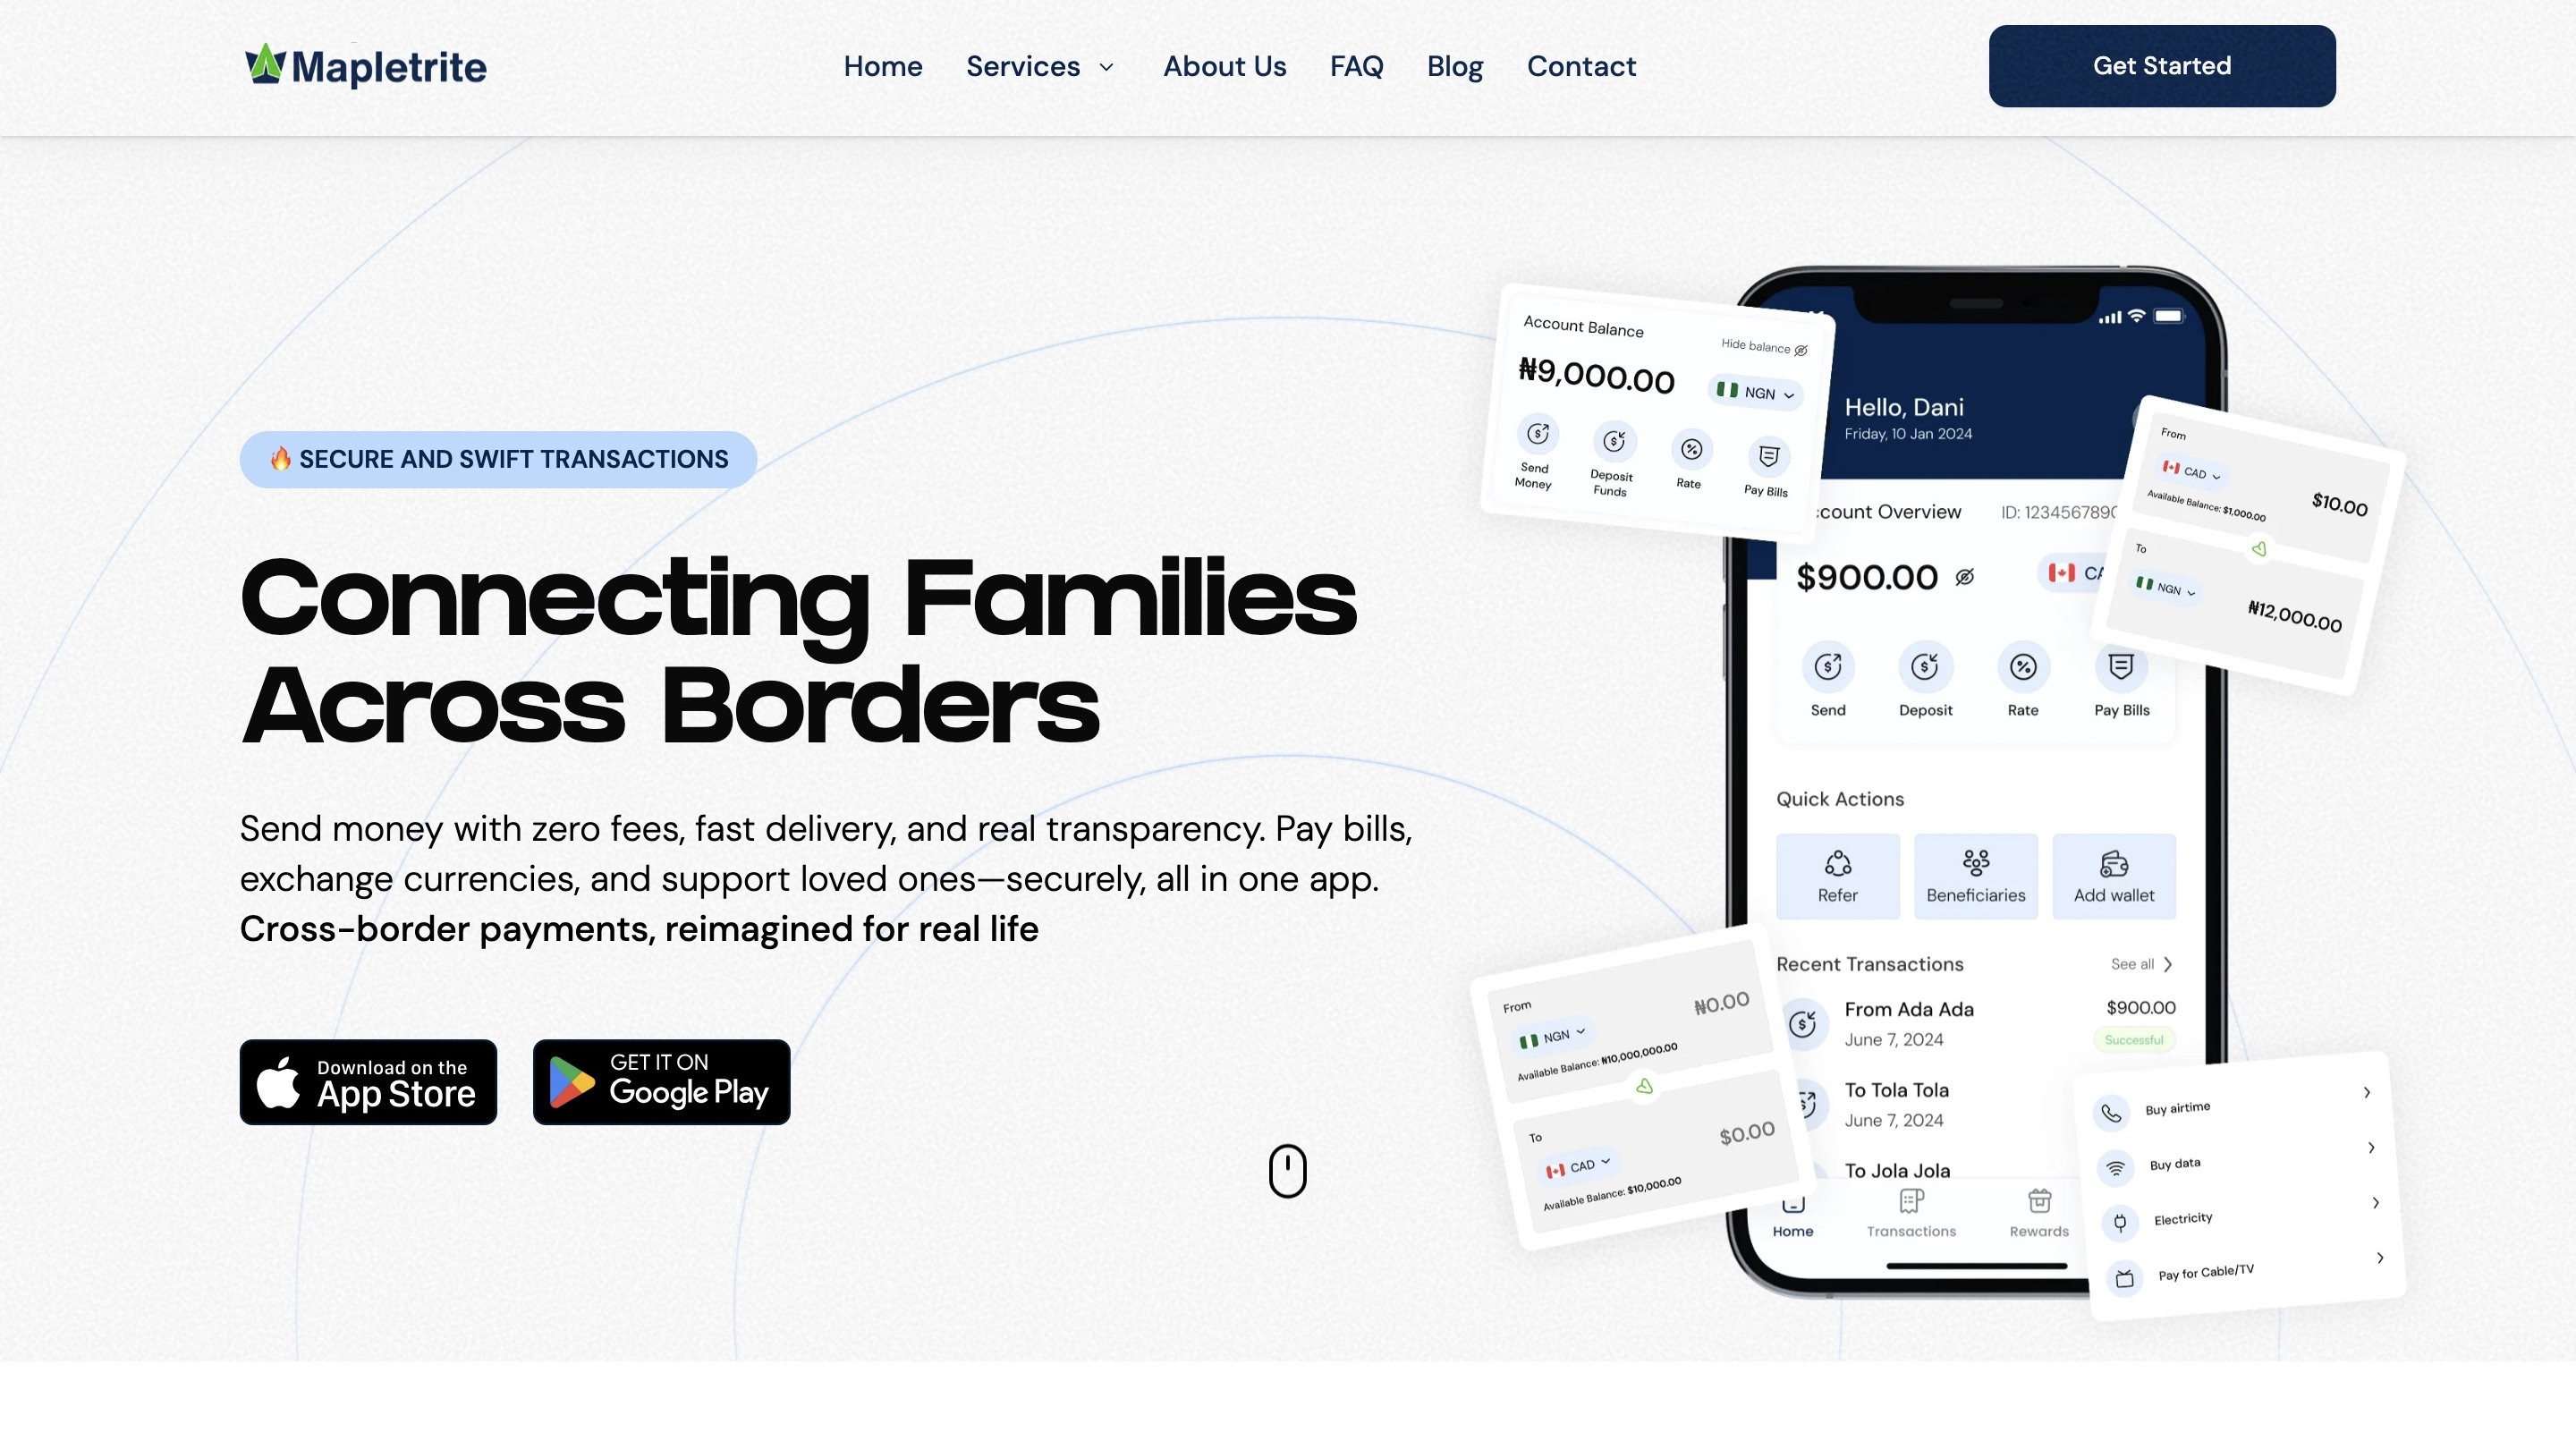 Mapletrite
Home Services About Us FAQ Blog Contact
Get Started
🔥 SECURE AND SWIFT TRANSACTIONS
Connecting Families
Across Borders
Send money with zero fees, fast delivery, and real transparency. Pay bills,
exchange currencies, and support loved ones—securely, all in one app.
Cross-border payments, reimagined for real life
Download on the
App Store
GET IT ON
Google Play
Account Balance
Hide balance
₦9,000.00
NGN
Send
Money
Deposit
Funds
Rate
Pay Bills
Hello, Dani
Friday, 10 Jan 2024
Overview
ID: 123456789
$900.00
Send
Deposit
Rate
Pay Bills
From
CAD
Available Balance: $1,000.00
$10.00
To
NGN
₦12,000.00
Quick Actions
Refer
Beneficiaries
Add wallet
Recent Transactions
See all
From Ada Ada
$900.00
June 7, 2024
Successful
To Tola Tola
June 7, 2024
To Jola Jola
Home
Transactions
Rewards
From
₦0.00
NGN
Available Balance: ₦10,000,000.00
To
$0.00
CAD
Available Balance: $10,000.00
Buy airtime
Buy data
Electricity
Pay for Cable/TV